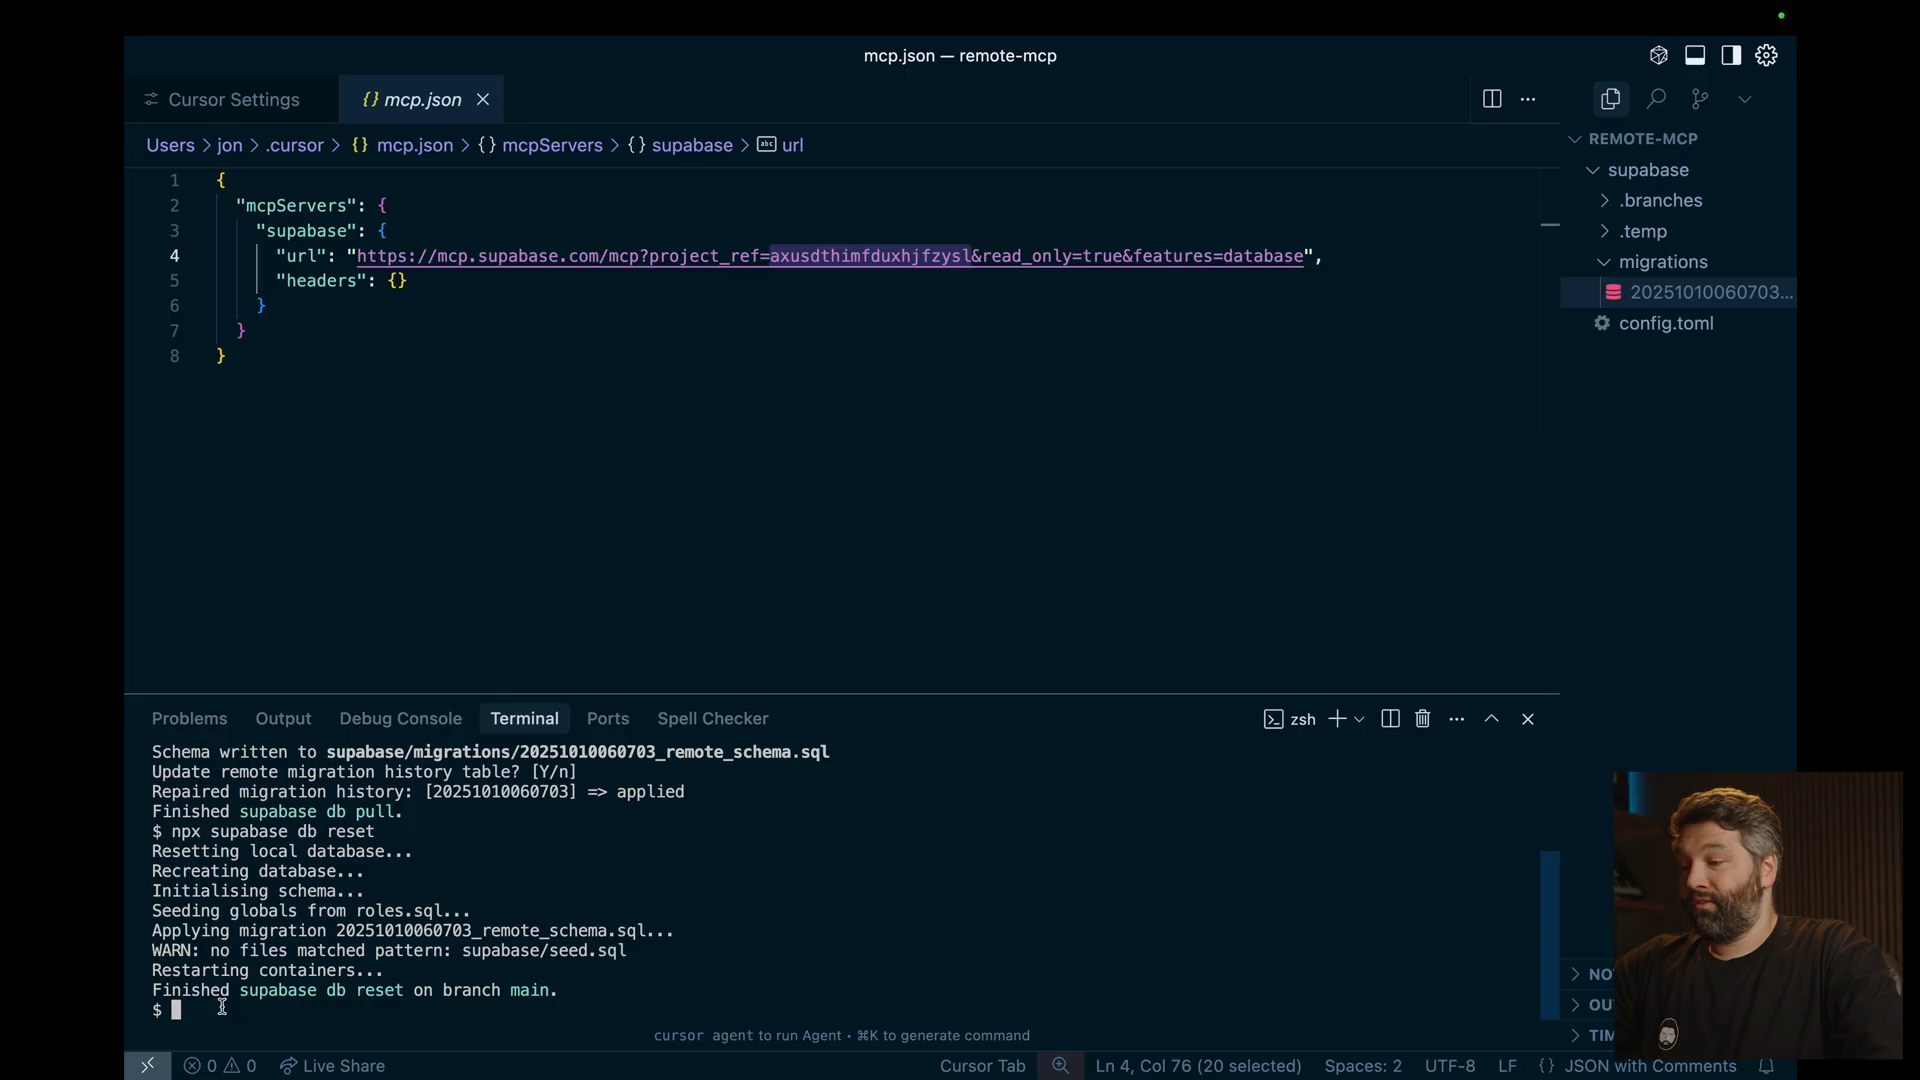 mcp.json — remote-mcp
Cursor Settings
{} mcp.json
Users > jon > .cursor > {} mcp.json > {} mcpServers > {} supabase > abc url
1 {
2 "mcpServers": {
3 "supabase": {
4 "url": "https://mcp.supabase.com/mcp?project_ref=axusdthimfduxhjfzysl&read_only=true&features=database",
5 "headers": {}
6 }
7 }
8 }
REMOTE-MCP
supabase
.branches
.temp
migrations
20251010060703...
config.toml
Problems Output Debug Console Terminal Ports Spell Checker
zsh
Schema written to supabase/migrations/20251010060703_remote_schema.sql
Update remote migration history table? [Y/n]
Repaired migration history: [20251010060703] => applied
Finished supabase db pull.
$ npx supabase db reset
Resetting local database...
Recreating database...
Initialising schema...
Seeding globals from roles.sql...
Applying migration 20251010060703_remote_schema.sql...
WARN: no files matched pattern: supabase/seed.sql
Restarting containers...
Finished supabase db reset on branch main.
$
cursor agent to run Agent • ⌘K to generate command
NO
OU
TIM
0 0 Live Share
Cursor Tab
Ln 4, Col 76 (20 selected)
Spaces: 2
UTF-8
LF
{} JSON with Comments